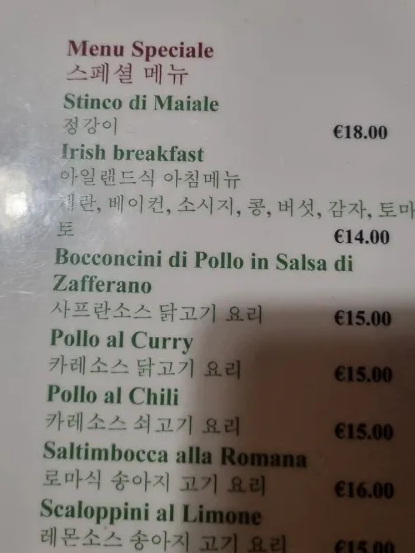 Menu Speciale
스페셜 메뉴
Stinco di Maiale
정강이 €18.00
Irish breakfast
아일랜드식 아침메뉴
계란, 베이컨, 소시지, 콩, 버섯, 감자, 토마
토 €14.00
Bocconcini di Pollo in Salsa di
Zafferano
사프란소스 닭고기 요리 €15.00
Pollo al Curry
카레소스 닭고기 요리 €15.00
Pollo al Chili
카레소스 쇠고기 요리 €15.00
Saltimbocca alla Romana
로마식 송아지 고기 요리 €16.00
Scaloppini al Limone
레몬소스 송아지 고기 요리 €15.00